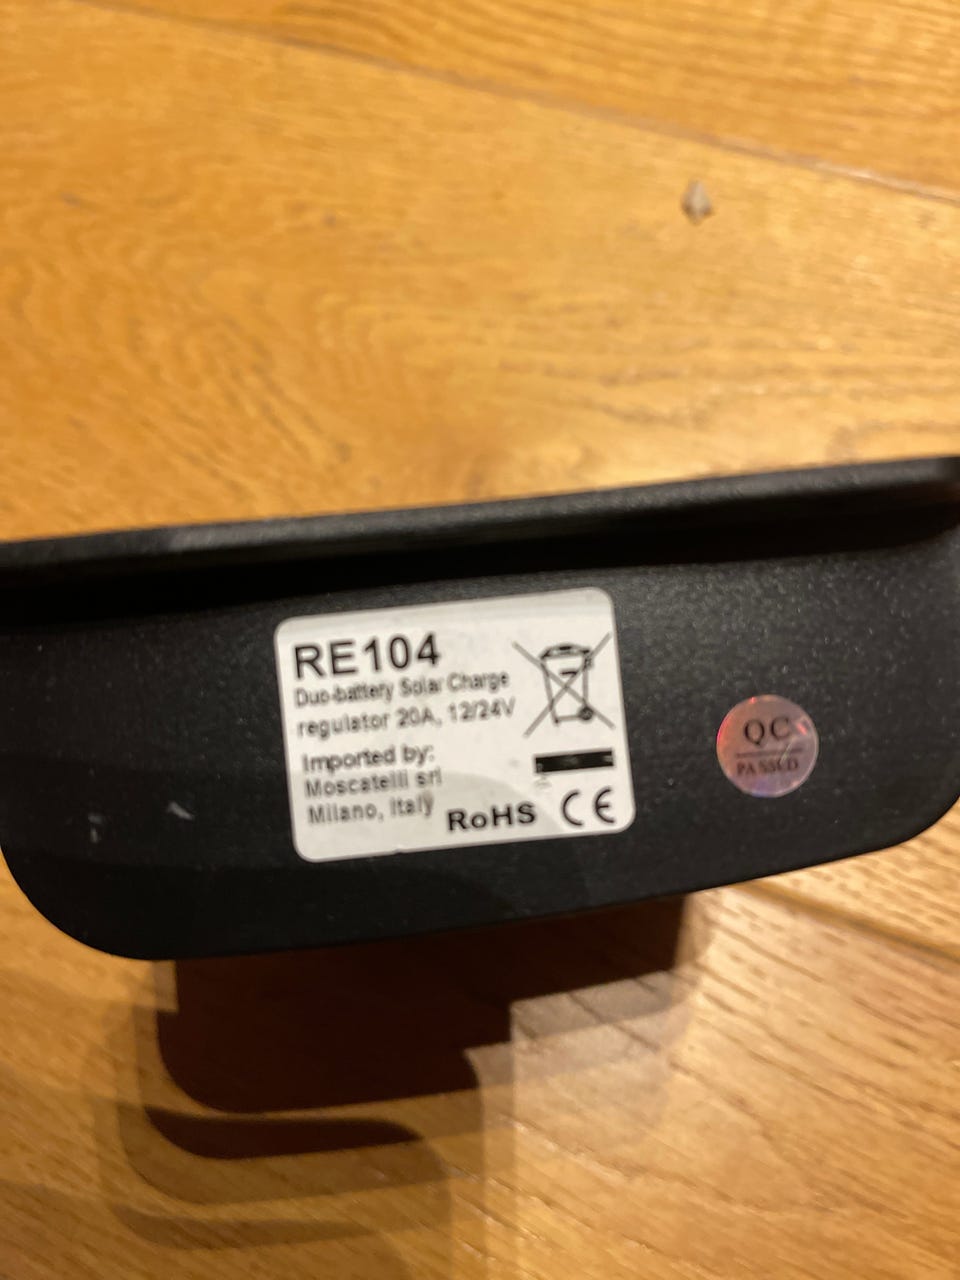 RE104
Duo-battery Solar Charge
regulator 20A, 12/24V
Imported by:
Moscatelli srl
Milano, Italy
RoHS CE
QC
PASSED